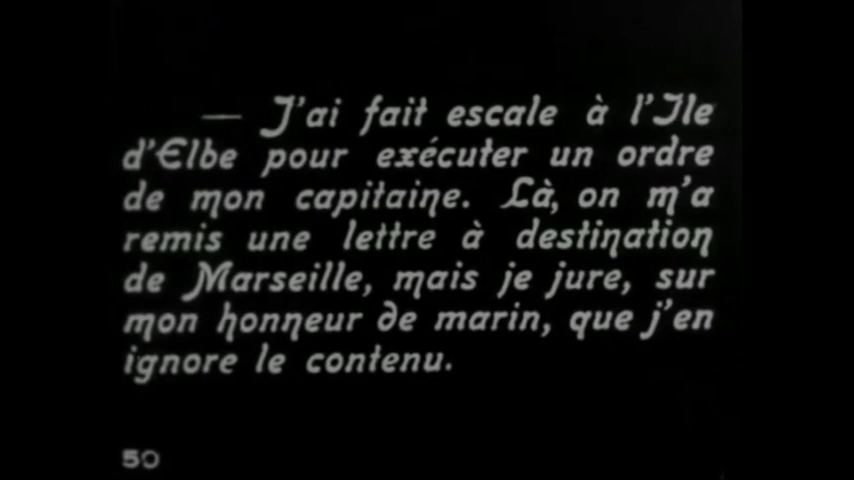 — J'ai fait escale à l'Ile
d'Elbe pour exécuter un ordre
de mon capitaine. Là, on m'a
remis une lettre à destination
de Marseille, mais je jure, sur
mon honneur de marin, que j'en
ignore le contenu.
50